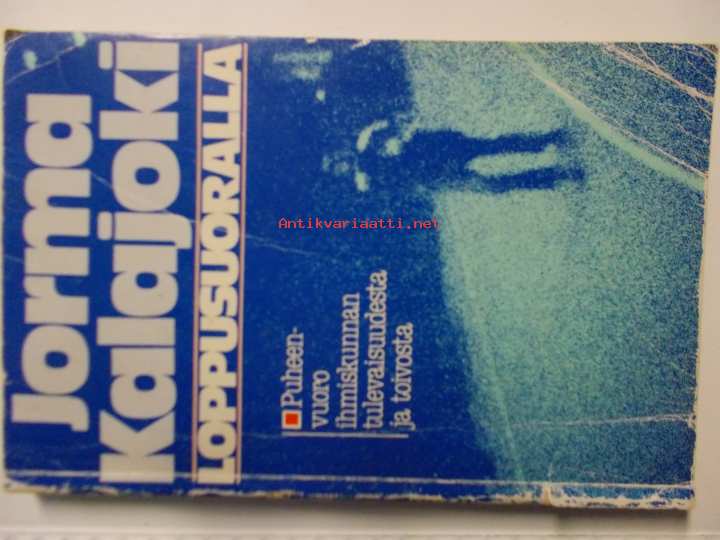 Jorma
Kalajoki
LOPPUSUORALLA
Puheen-
vuoro
ihmiskunnan
tulevaisuudesta
ja toivosta
Antikvariaatti.net